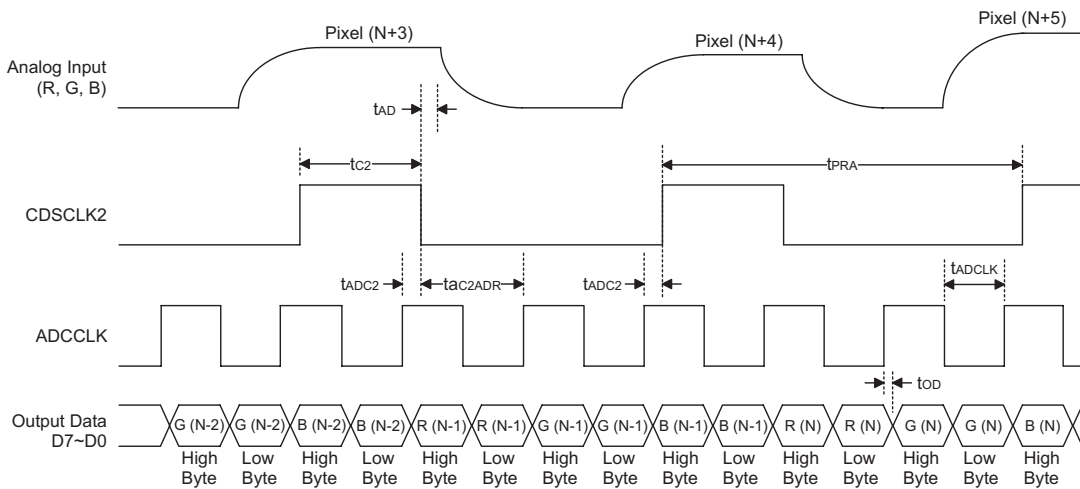 Pixel (N+5)
Pixel (N+3)
Pixel (N+4)
Analog Input
(R, G, B)
tAD
tC2
tPRA
CDSCLK2
tADC2
taC2ADR
tADC2
tADCLK
ADCCLK
tOD
Output Data
D7~D0
G (N-2) G (N-2) B (N-2) B (N-2) R (N-1) R (N-1) G (N-1) G (N-1) B (N-1) B (N-1) R (N) R (N) G (N) G (N) B (N)
High Low High Low High Low High Low High Low High Low High Low High
Byte Byte Byte Byte Byte Byte Byte Byte Byte Byte Byte Byte Byte Byte Byte